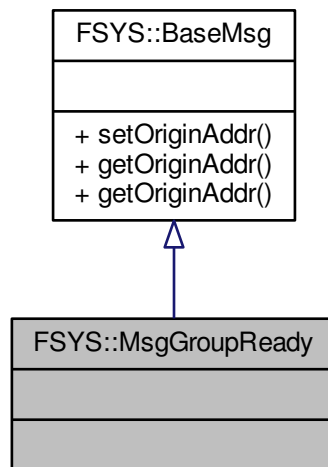 FSYS::BaseMsg
+ setOriginAddr()
+ getOriginAddr()
+ getOriginAddr()
FSYS::MsgGroupReady